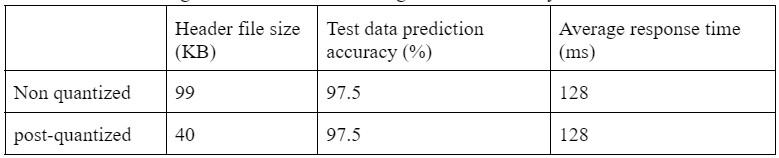 Header file size Test data prediction Average response time
(KB) accuracy (%) (ms)
Non quantized 99 97.5 128
post-quantized 40 97.5 128